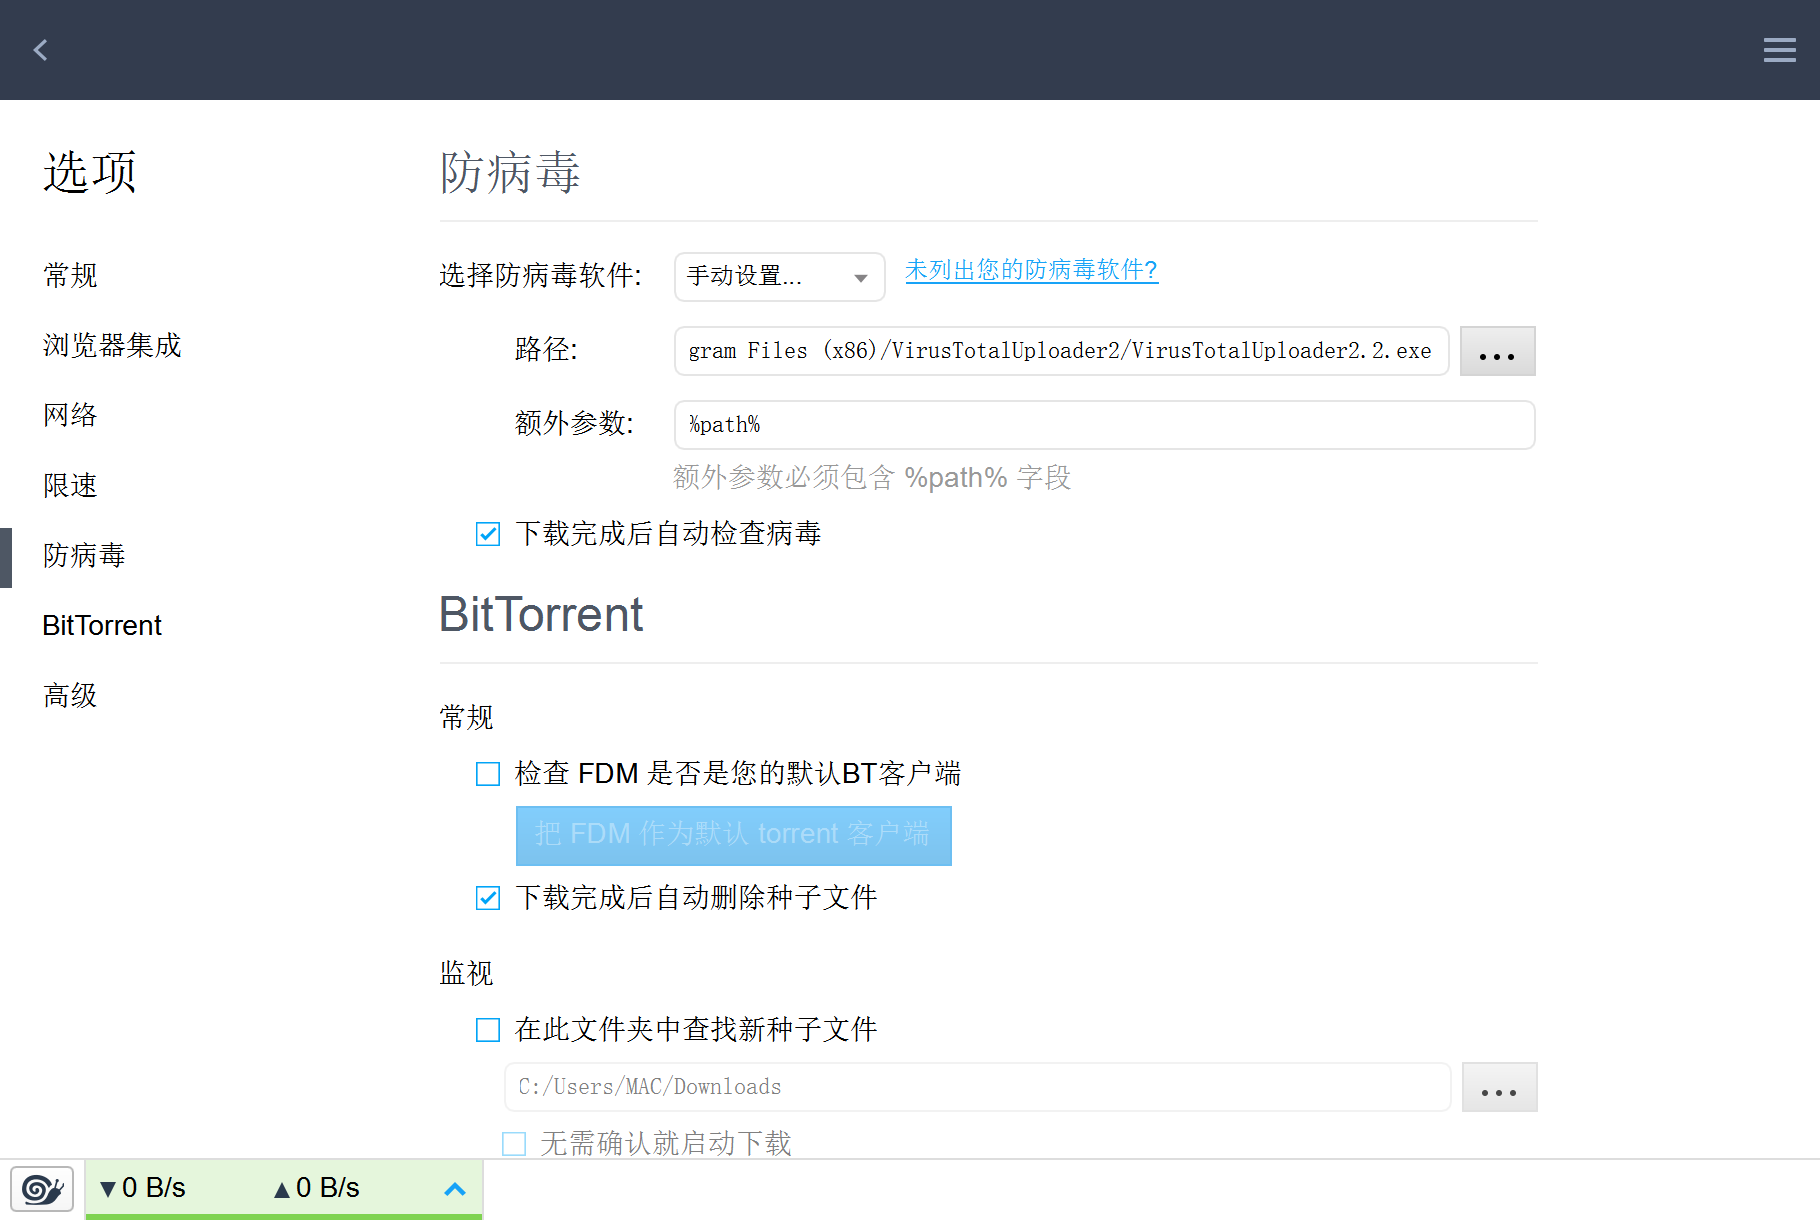 选项
常规
浏览器集成
网络
限速
防病毒
BitTorrent
高级
防病毒
选择防病毒软件: 手动设置... 未列出您的防病毒软件?
路径: gram Files (x86)/VirusTotalUploader2/VirusTotalUploader2.2.exe ...
额外参数: %path%
额外参数必须包含 %path% 字段
下载完成后自动检查病毒
BitTorrent
常规
检查 FDM 是否是您的默认BT客户端
把 FDM 作为默认 torrent 客户端
下载完成后自动删除种子文件
监视
在此文件夹中查找新种子文件
C:/Users/MAC/Downloads ...
无需确认就启动下载
▼0 B/s ▲0 B/s